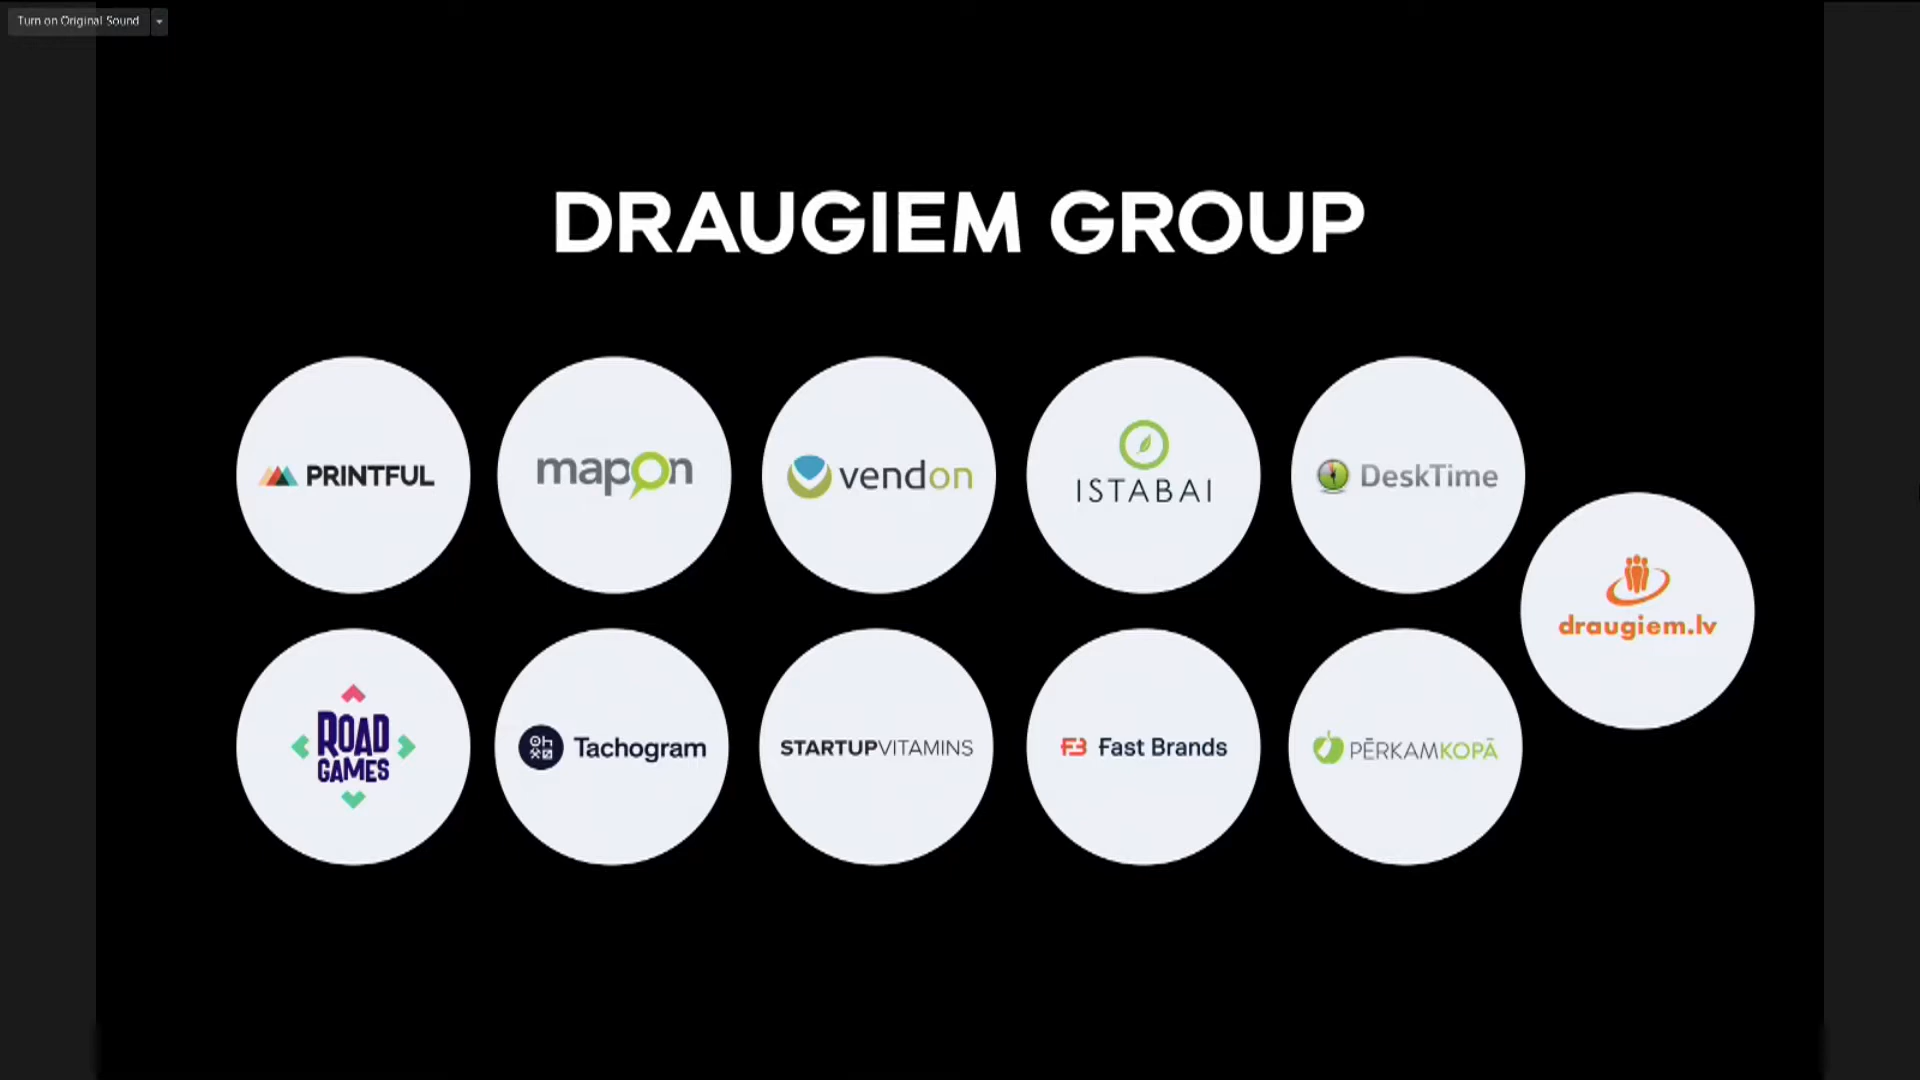 Turn on Original Sound
DRAUGIEM GROUP
PRINTFUL
mapon
vendon
ISTABAI
DeskTime
draugiem.lv
ROAD
GAMES
Tachogram
STARTUPVITAMINS
Fast Brands
PĒRKAMKOPĀ